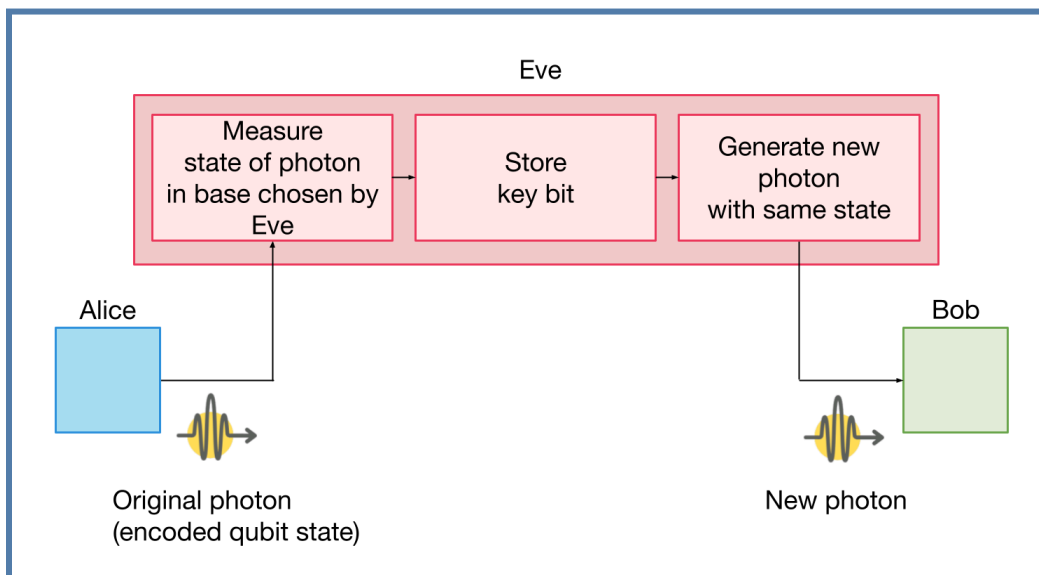 Eve
Measure
state of photon
in base chosen by
Eve
Store
key bit
Generate new
photon
with same state
Alice
Bob
Original photon
(encoded qubit state)
New photon